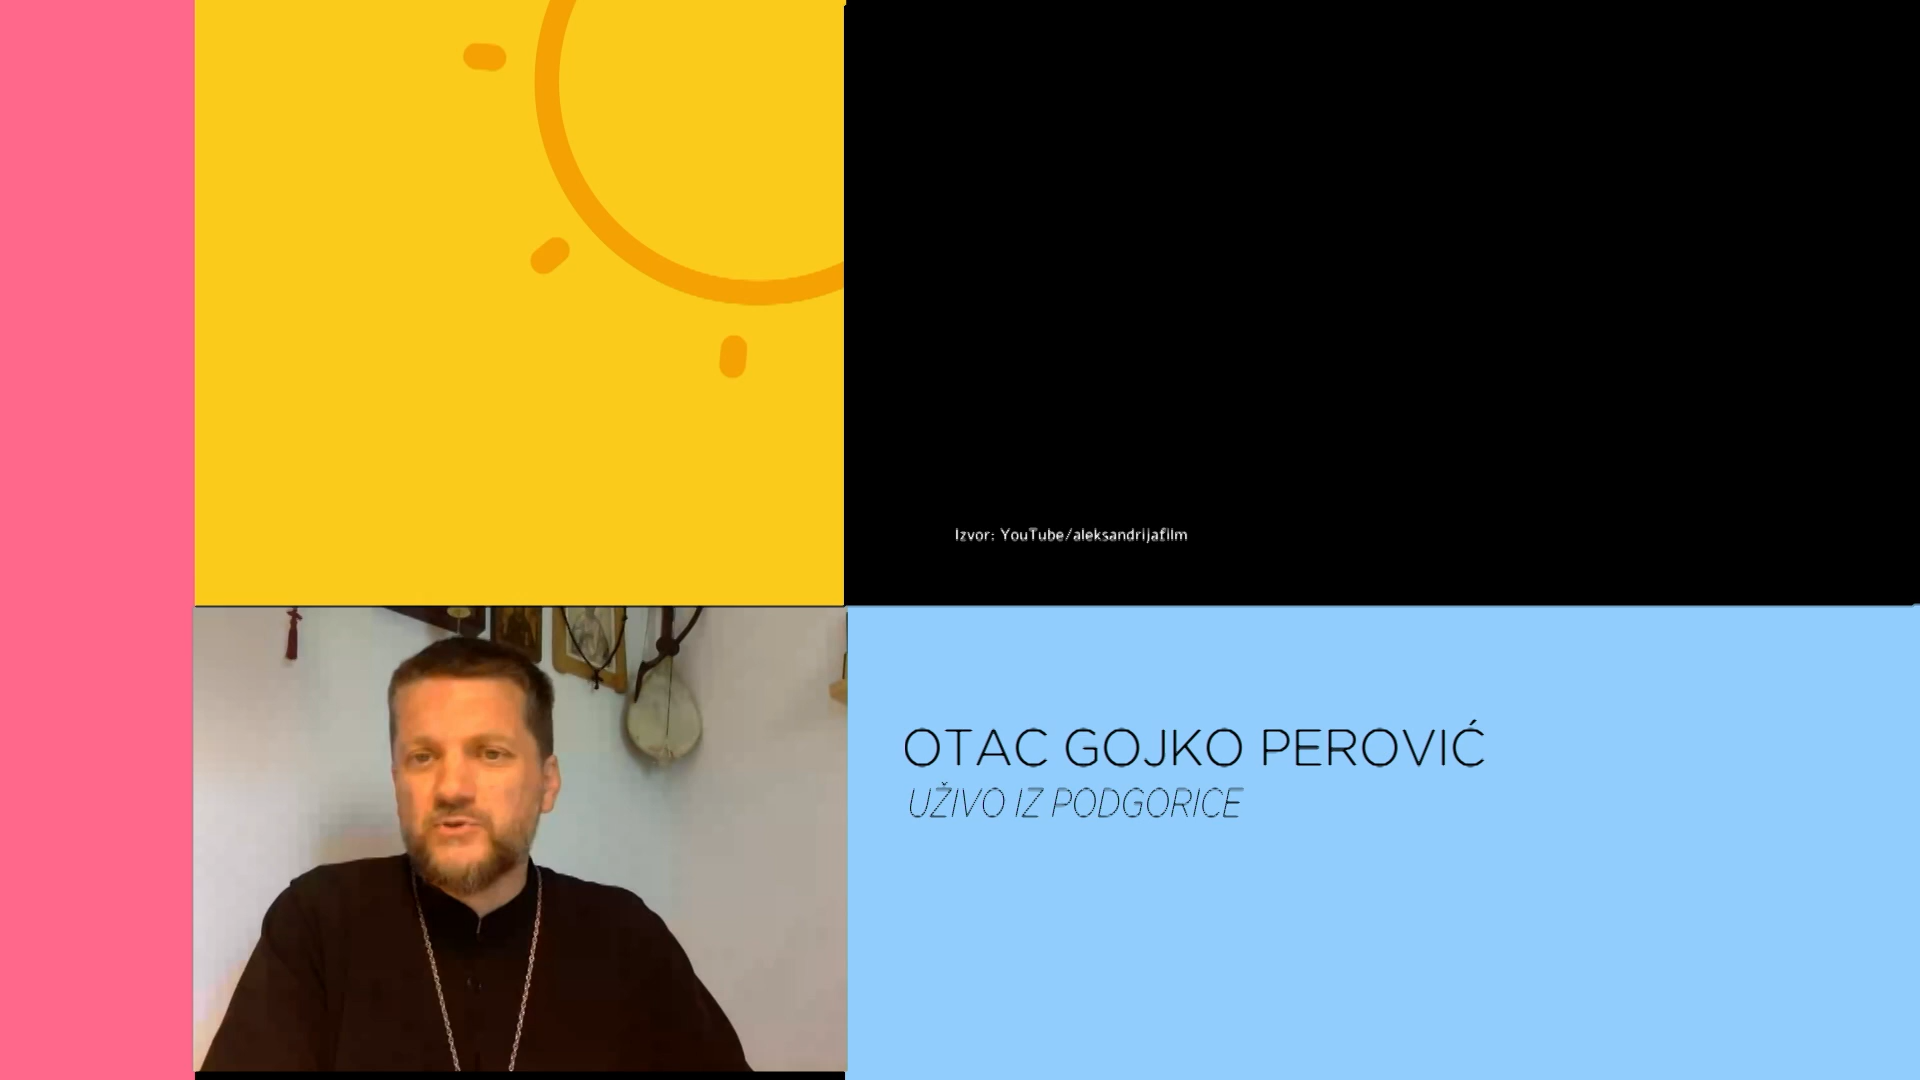 Izvor: YouTube/aleksandrijafilm
OTAC GOJKO PEROVIĆ
UŽIVO IZ PODGORICE